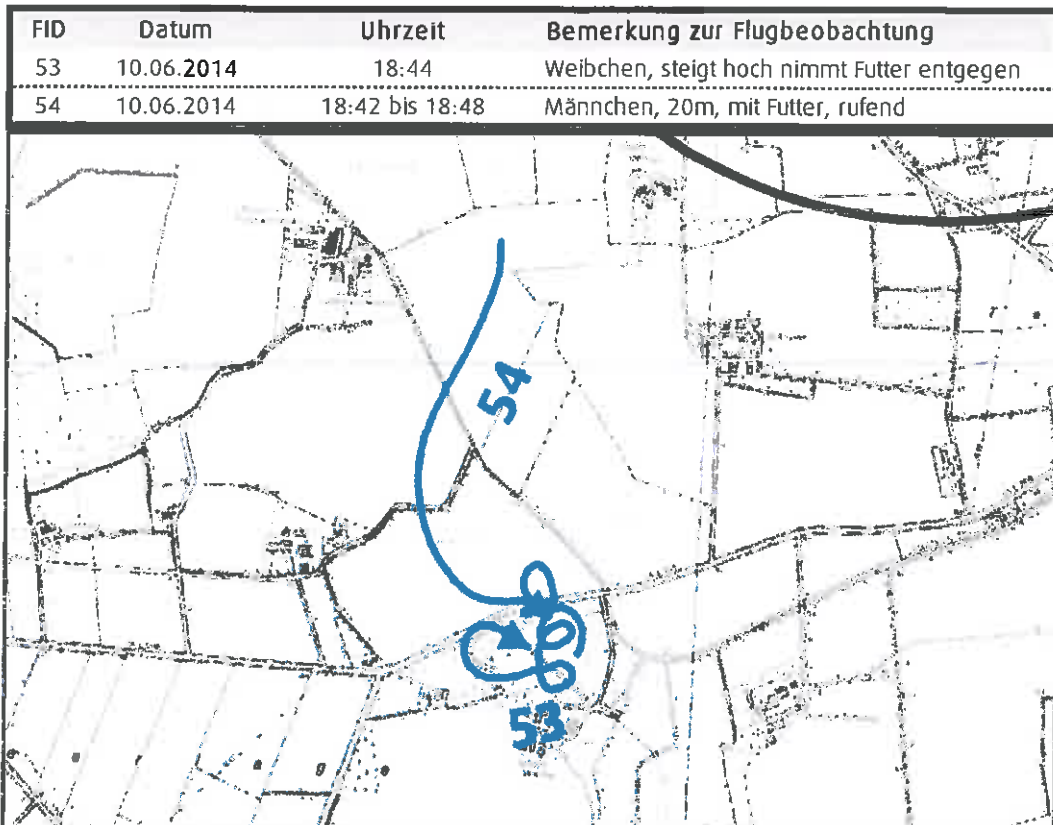 FID Datum Uhrzeit Bemerkung zur Flugbeobachtung
53 10.06.2014 18:44 Weibchen, steigt hoch nimmt Futter entgegen
54 10.06.2014 18:42 bis 18:48 Männchen, 20m, mit Futter, rufend
54
53